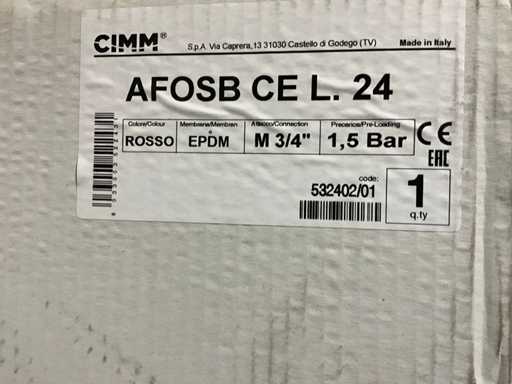 CIMM®
S.p.A. Via Caprera,13 31030 Castello di Godego (TV)
Made in Italy
AFOSB CE L. 24
Colore/Colour
ROSSO
Membrana/Membran
EPDM
Attacco/Connection
M 3/4"
Precarica/Pre-Loading
1,5 Bar
CE
EAC
code:
532402/01
1
q.ty